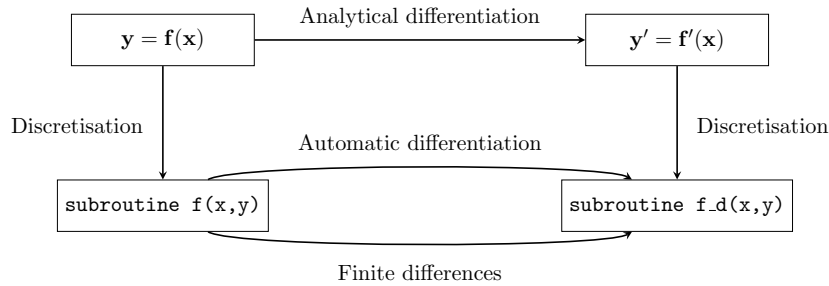 Analytical differentiation
y = f(x)
y′ = f′(x)
Discretisation
Discretisation
Automatic differentiation
subroutine f(x,y)
subroutine f_d(x,y)
Finite differences